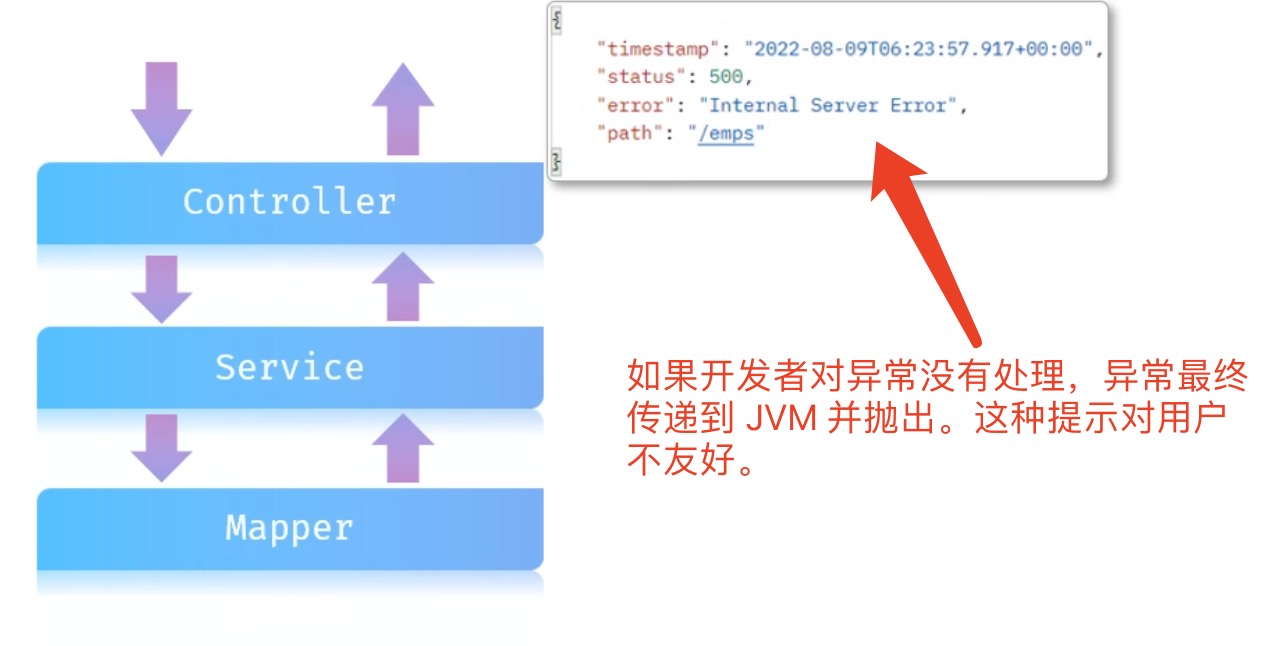 {
"timestamp": "2022-08-09T06:23:57.917+00:00",
"status": 500,
"error": "Internal Server Error",
"path": "/emps"
}
Controller
Service
Mapper
如果开发者对异常没有处理，异常最终
传递到 JVM 并抛出。这种提示对用户
不友好。